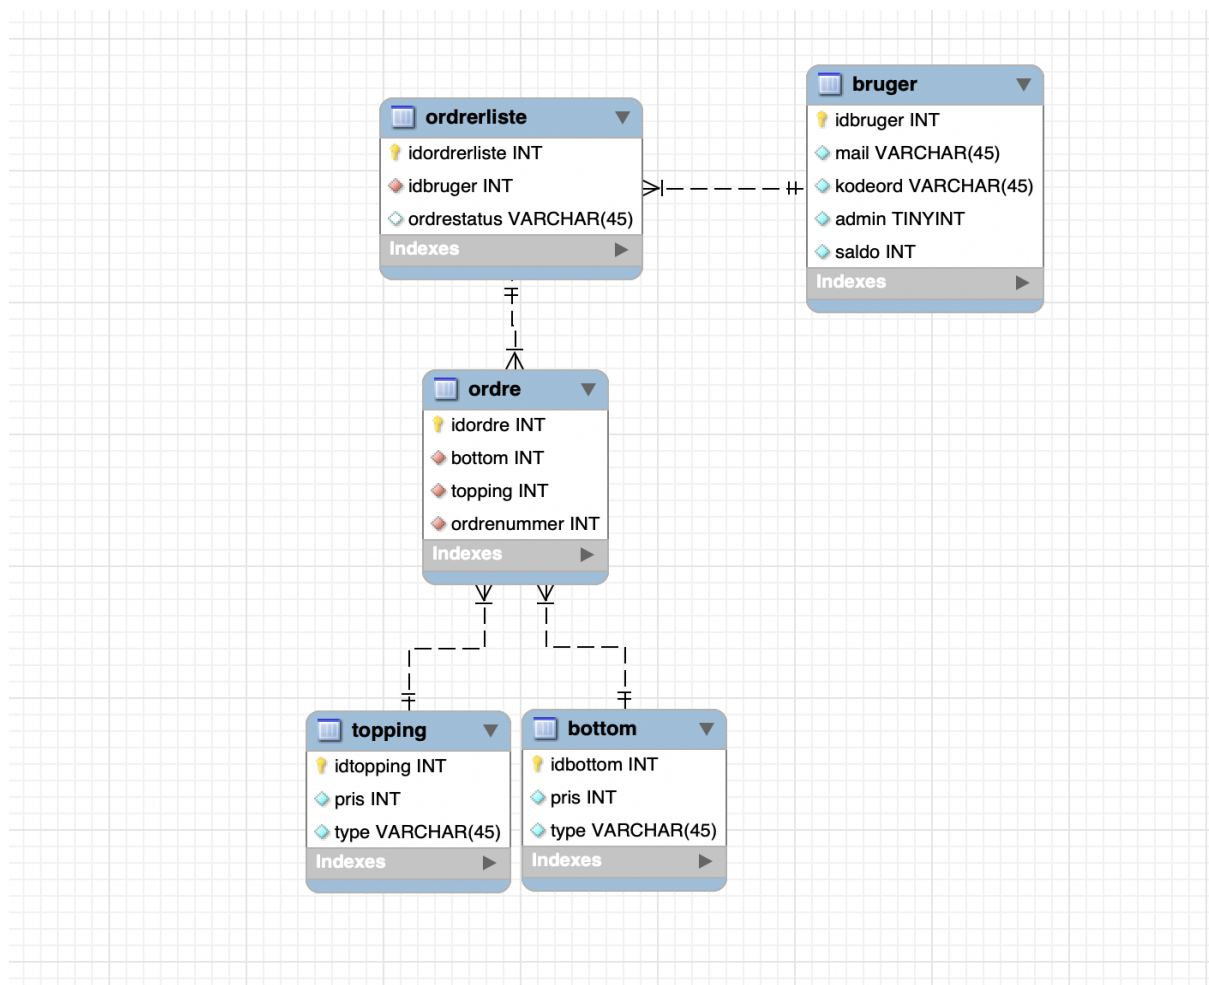 ordrerliste
idordrerliste INT
idbruger INT
ordrestatus VARCHAR(45)
Indexes
bruger
idbruger INT
mail VARCHAR(45)
kodeord VARCHAR(45)
admin TINYINT
saldo INT
Indexes
ordre
idordre INT
bottom INT
topping INT
ordrenummer INT
Indexes
topping
idtopping INT
pris INT
type VARCHAR(45)
Indexes
bottom
idbottom INT
pris INT
type VARCHAR(45)
Indexes